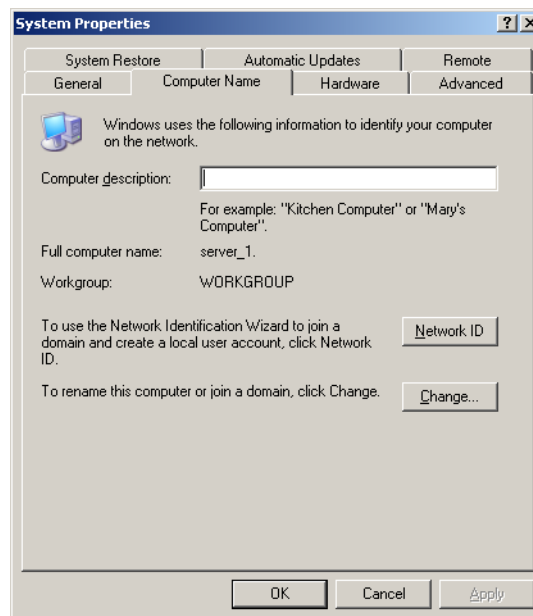 System Properties
System Restore
Automatic Updates
Remote
General
Computer Name
Hardware
Advanced
Windows uses the following information to identify your computer
on the network.
Computer description:
For example: "Kitchen Computer" or "Mary's
Computer".
Full computer name: server_1.
Workgroup: WORKGROUP
To use the Network Identification Wizard to join a
domain and create a local user account, click Network
ID.
Network ID
To rename this computer or join a domain, click Change.
Change...
OK
Cancel
Apply